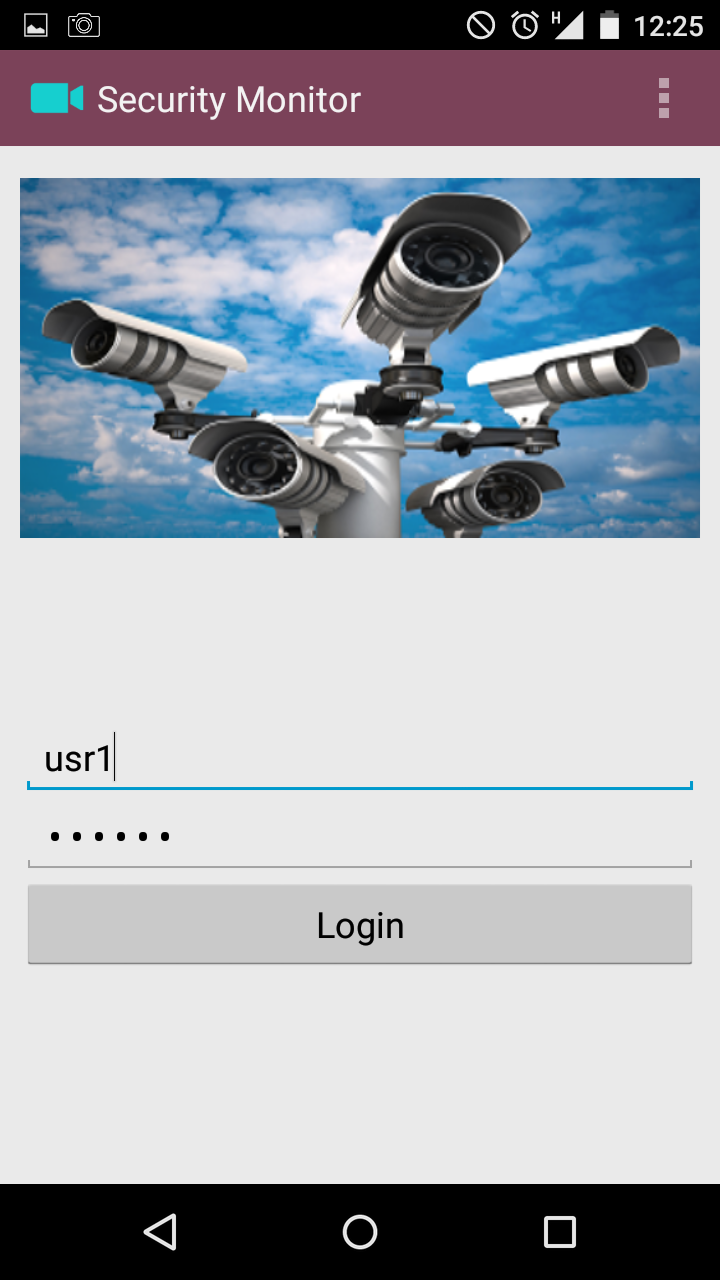 H 12:25
Security Monitor
usr1
••••••
Login